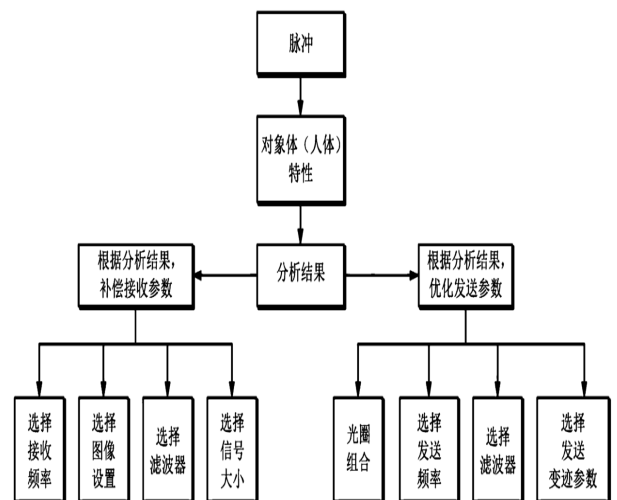 脉冲
对象体（人体）
特性
根据分析结果，
补偿接收参数
分析结果
根据分析结果，
优化发送参数
选择
接收
频率
选择
图像
设置
选择
滤波器
选择
信号
大小
光圈
组合
选择
发送
频率
选择
滤波器
选择
发送
变迹参数